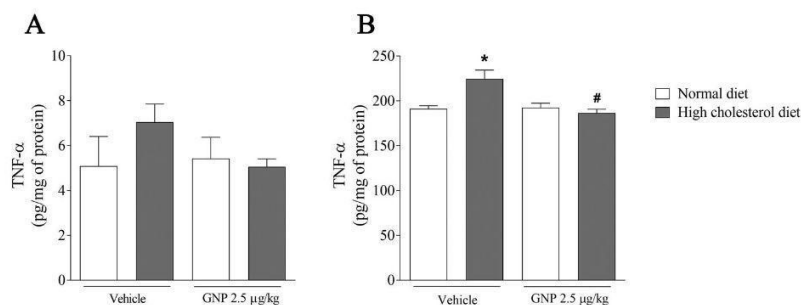 A
TNF-α
(pg/mg of protein)
10
8
6
4
2
0
Vehicle
GNP 2.5 µg/kg
B
TNF-α
(pg/mg of protein)
250
200
150
100
50
0
*
#
Vehicle
GNP 2.5 µg/kg
Normal diet
High cholesterol diet